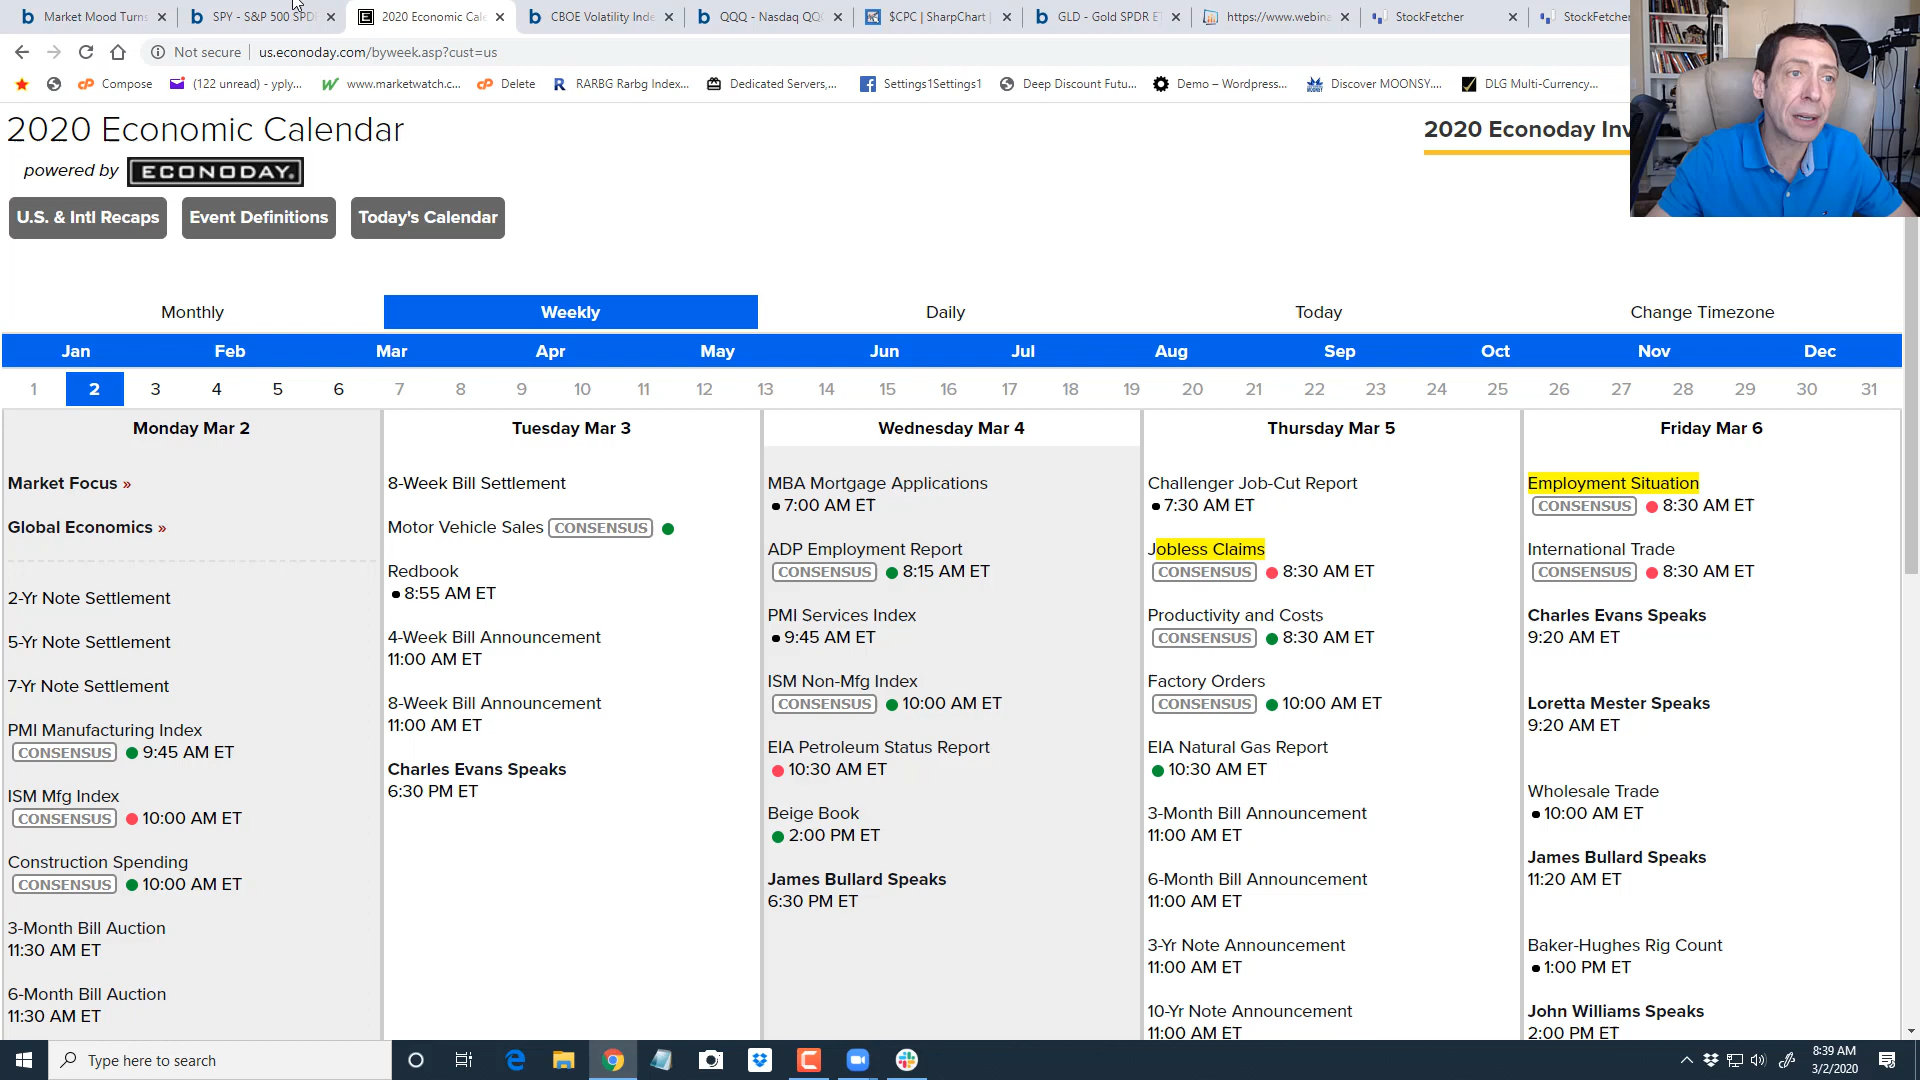 Market Mood Turns
SPY - S&P 500 SPDR
2020 Economic Cale
CBOE Volatility Inde
QQQ - Nasdaq QQQ
$CPC | SharpChart
GLD - Gold SPDR ET
https://www.webina
StockFetcher
StockFetcher
Not secure | us.econoday.com/byweek.asp?cust=us
Compose
(122 unread) - yply...
www.marketwatch.c...
Delete
RARBG Rarbg Index...
Dedicated Servers,...
Settings1Settings1
Deep Discount Futu...
Demo – Wordpress...
Discover MOONSY....
DLG Multi-Currency...
2020 Economic Calendar
2020 Econoday Inv
powered by ECONODAY.
U.S. & Intl Recaps
Event Definitions
Today's Calendar
Monthly
Weekly
Daily
Today
Change Timezone
Jan Feb Mar Apr May Jun Jul Aug Sep Oct Nov Dec
1 2 3 4 5 6 7 8 9 10 11 12 13 14 15 16 17 18 19 20 21 22 23 24 25 26 27 28 29 30 31
Monday Mar 2
Market Focus »
Global Economics »
2-Yr Note Settlement
5-Yr Note Settlement
7-Yr Note Settlement
PMI Manufacturing Index
CONSENSUS 9:45 AM ET
ISM Mfg Index
CONSENSUS 10:00 AM ET
Construction Spending
CONSENSUS 10:00 AM ET
3-Month Bill Auction
11:30 AM ET
6-Month Bill Auction
11:30 AM ET
Tuesday Mar 3
8-Week Bill Settlement
Motor Vehicle Sales CONSENSUS
Redbook
8:55 AM ET
4-Week Bill Announcement
11:00 AM ET
8-Week Bill Announcement
11:00 AM ET
Charles Evans Speaks
6:30 PM ET
Wednesday Mar 4
MBA Mortgage Applications
7:00 AM ET
ADP Employment Report
CONSENSUS 8:15 AM ET
PMI Services Index
9:45 AM ET
ISM Non-Mfg Index
CONSENSUS 10:00 AM ET
EIA Petroleum Status Report
10:30 AM ET
Beige Book
2:00 PM ET
James Bullard Speaks
6:30 PM ET
Thursday Mar 5
Challenger Job-Cut Report
7:30 AM ET
Jobless Claims
CONSENSUS 8:30 AM ET
Productivity and Costs
CONSENSUS 8:30 AM ET
Factory Orders
CONSENSUS 10:00 AM ET
EIA Natural Gas Report
10:30 AM ET
3-Month Bill Announcement
11:00 AM ET
6-Month Bill Announcement
11:00 AM ET
3-Yr Note Announcement
11:00 AM ET
10-Yr Note Announcement
11:00 AM ET
Friday Mar 6
Employment Situation
CONSENSUS 8:30 AM ET
International Trade
CONSENSUS 8:30 AM ET
Charles Evans Speaks
9:20 AM ET
Loretta Mester Speaks
9:20 AM ET
Wholesale Trade
10:00 AM ET
James Bullard Speaks
11:20 AM ET
Baker-Hughes Rig Count
1:00 PM ET
John Williams Speaks
2:00 PM ET
Type here to search
8:39 AM
3/2/2020